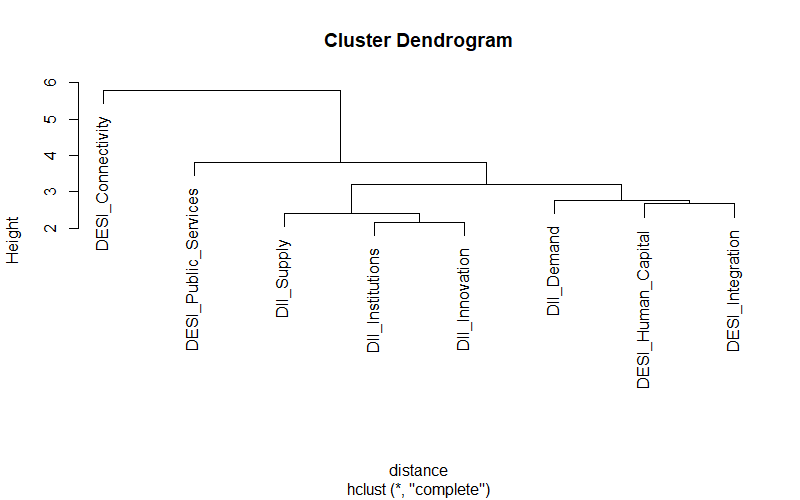 Cluster Dendrogram
Height
6
5
4
3
2
DESI_Connectivity
DESI_Public_Services
DII_Supply
DII_Institutions
DII_Innovation
DII_Demand
DESI_Human_Capital
DESI_Integration
distance
hclust (*, "complete")